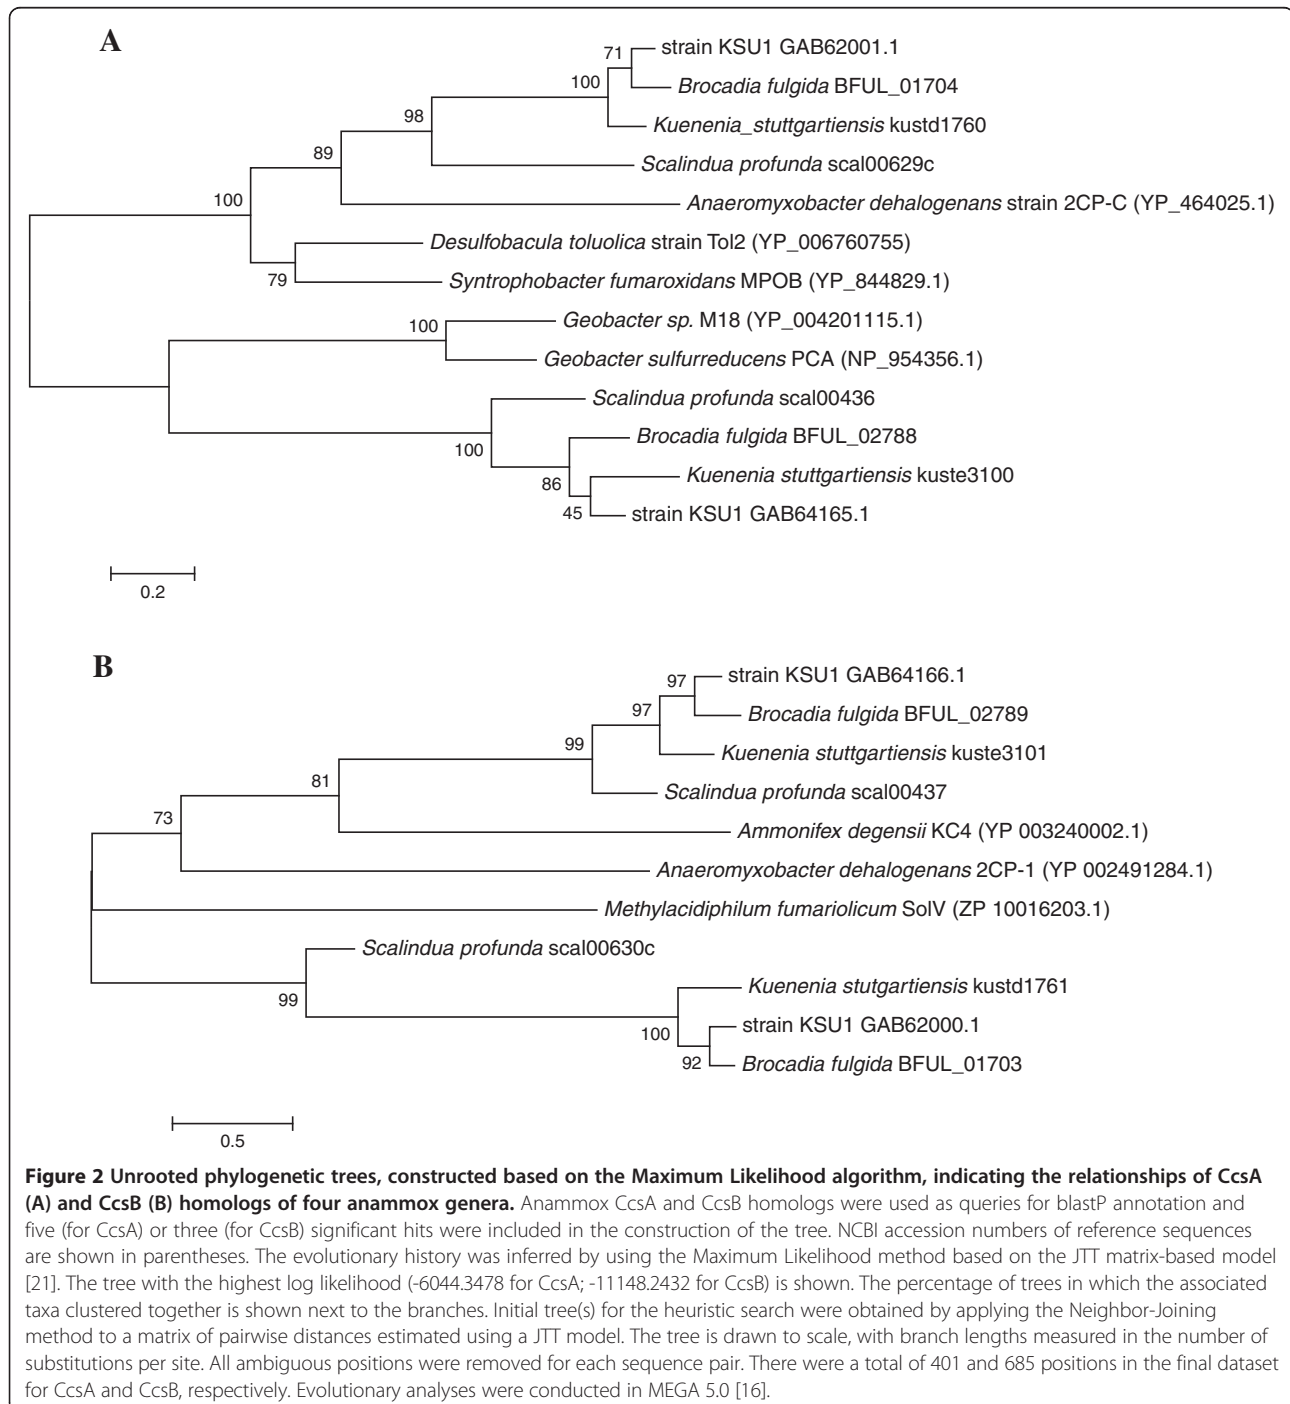 A
strain KSU1 GAB62001.1
71
Brocadia fulgida BFUL_01704
100
Kuenenia_stuttgartiensis kustd1760
98
Scalindua profunda scal00629c
89
Anaeromyxobacter dehalogenans strain 2CP-C (YP_464025.1)
100
Desulfobacula toluolica strain Tol2 (YP_006760755)
79
Syntrophobacter fumaroxidans MPOB (YP_844829.1)
Geobacter sp. M18 (YP_004201115.1)
100
Geobacter sulfurreducens PCA (NP_954356.1)
Scalindua profunda scal00436
100
Brocadia fulgida BFUL_02788
86
Kuenenia stuttgartiensis kuste3100
45
strain KSU1 GAB64165.1
0.2
B
strain KSU1 GAB64166.1
97
Brocadia fulgida BFUL_02789
97
Kuenenia stuttgartiensis kuste3101
99
Scalindua profunda scal00437
81
Ammonifex degensii KC4 (YP 003240002.1)
73
Anaeromyxobacter dehalogenans 2CP-1 (YP 002491284.1)
Methylacidiphilum fumariolicum SolV (ZP 10016203.1)
Scalindua profunda scal00630c
99
Kuenenia stutgartiensis kustd1761
100
strain KSU1 GAB62000.1
92
Brocadia fulgida BFUL_01703
0.5
Figure 2 Unrooted phylogenetic trees, constructed based on the Maximum Likelihood algorithm, indicating the relationships of CcsA
(A) and CcsB (B) homologs of four anammox genera. Anammox CcsA and CcsB homologs were used as queries for blastP annotation and
five (for CcsA) or three (for CcsB) significant hits were included in the construction of the tree. NCBI accession numbers of reference sequences
are shown in parentheses. The evolutionary history was inferred by using the Maximum Likelihood method based on the JTT matrix-based model
[21]. The tree with the highest log likelihood (-6044.3478 for CcsA; -11148.2432 for CcsB) is shown. The percentage of trees in which the associated
taxa clustered together is shown next to the branches. Initial tree(s) for the heuristic search were obtained by applying the Neighbor-Joining
method to a matrix of pairwise distances estimated using a JTT model. The tree is drawn to scale, with branch lengths measured in the number of
substitutions per site. All ambiguous positions were removed for each sequence pair. There were a total of 401 and 685 positions in the final dataset
for CcsA and CcsB, respectively. Evolutionary analyses were conducted in MEGA 5.0 [16].